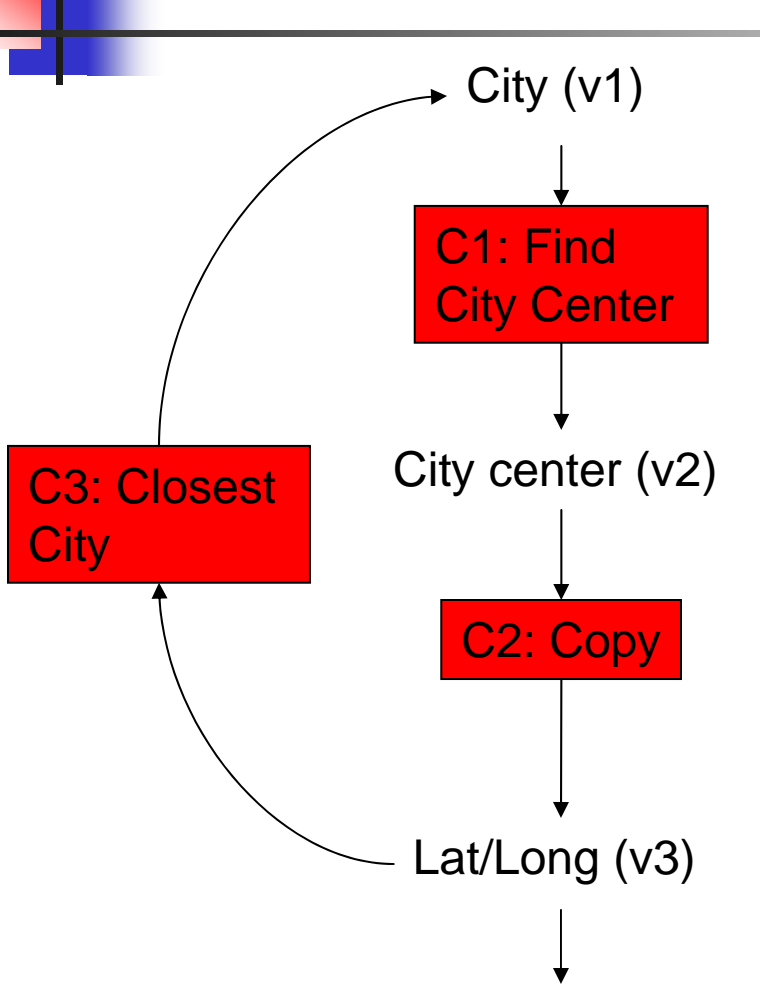 City (v1)
C1: Find
City Center
City center (v2)
C3: Closest
City
C2: Copy
Lat/Long (v3)